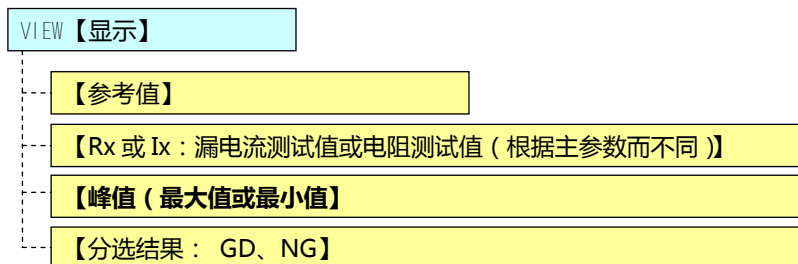 VIEW【显示】
【参考值】
【Rx 或 Ix：漏电流测试值或电阻测试值（根据主参数而不同）】
【峰值（最大值或最小值】
【分选结果： GD、NG】